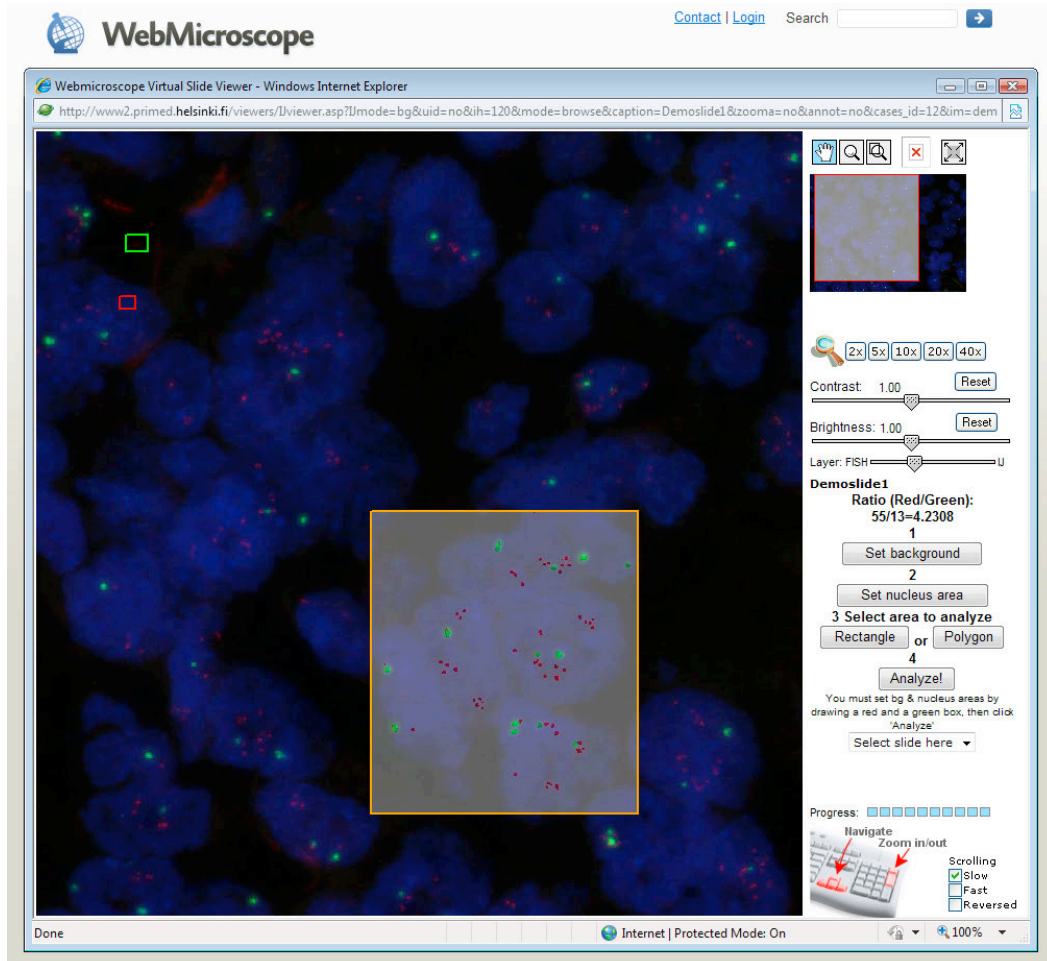 Contact | Login Search
WebMicroscope
Webmicroscope Virtual Slide Viewer - Windows Internet Explorer
http://www2.primed.helsinki.fi/viewers/IJviewer.asp?IJmode=bg&uid=no&ih=120&mode=browse&caption=Demoslide1&zooma=no&annot=no&cases_id=12&im=dem
2x 5x 10x 20x 40x
Contrast: 1.00 Reset
Brightness: 1.00 Reset
Layer: FISH IJ
Demoslide1
Ratio (Red/Green):
55/13=4.2308
1
Set background
2
Set nucleus area
3 Select area to analyze
Rectangle or Polygon
4
Analyze!
You must set bg & nucleus areas by
drawing a red and a green box, then click
'Analyze'
Select slide here
Progress:
Navigate
Zoom in/out
Scrolling
Slow
Fast
Reversed
Done Internet | Protected Mode: On 100%